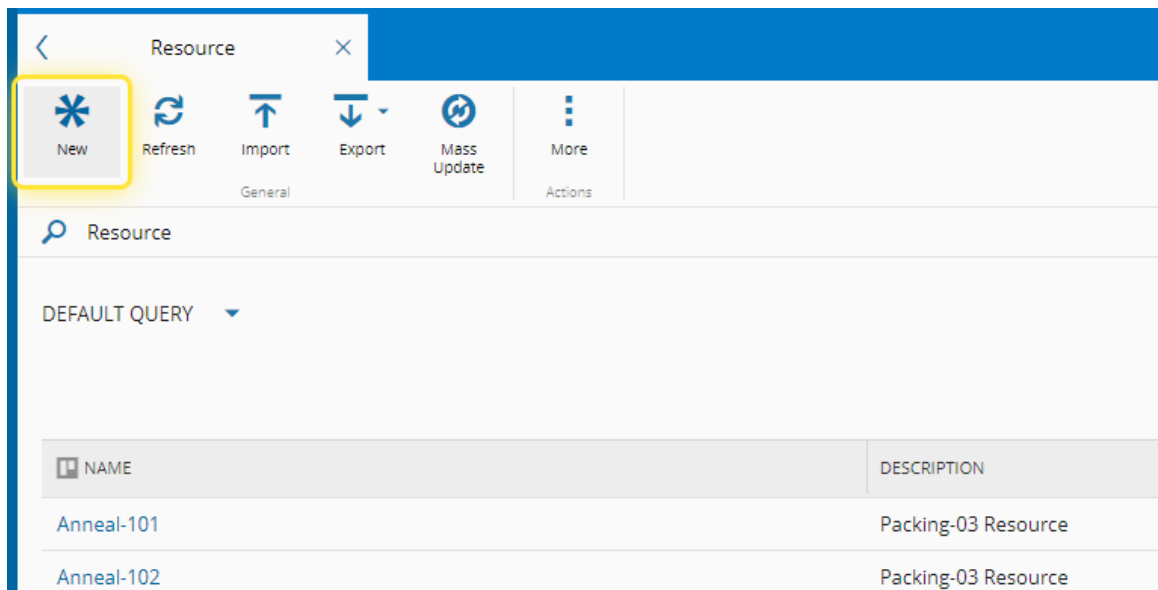 Resource
New
Refresh
Import
Export
Mass
Update
More
General
Actions
Resource
DEFAULT QUERY
NAME DESCRIPTION
Anneal-101 Packing-03 Resource
Anneal-102 Packing-03 Resource